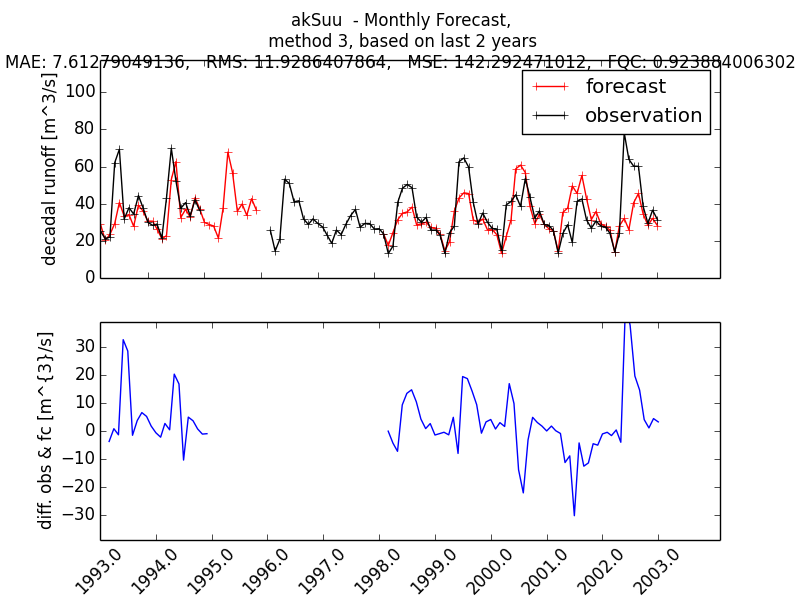 akSuu  - Monthly Forecast,
method 3, based on last 2 years
MAE: 7.61279049136,   RMS: 11.9286407864,   MSE: 142.292471012,   FQC: 0.923884006302
decadal runoff [m^3/s]
100
80
60
40
20
0
forecast
observation
diff. obs & fc [m^{3}/s]
30
20
10
0
−10
−20
−30
1993.0 1994.0 1995.0 1996.0 1997.0 1998.0 1999.0 2000.0 2001.0 2002.0 2003.0